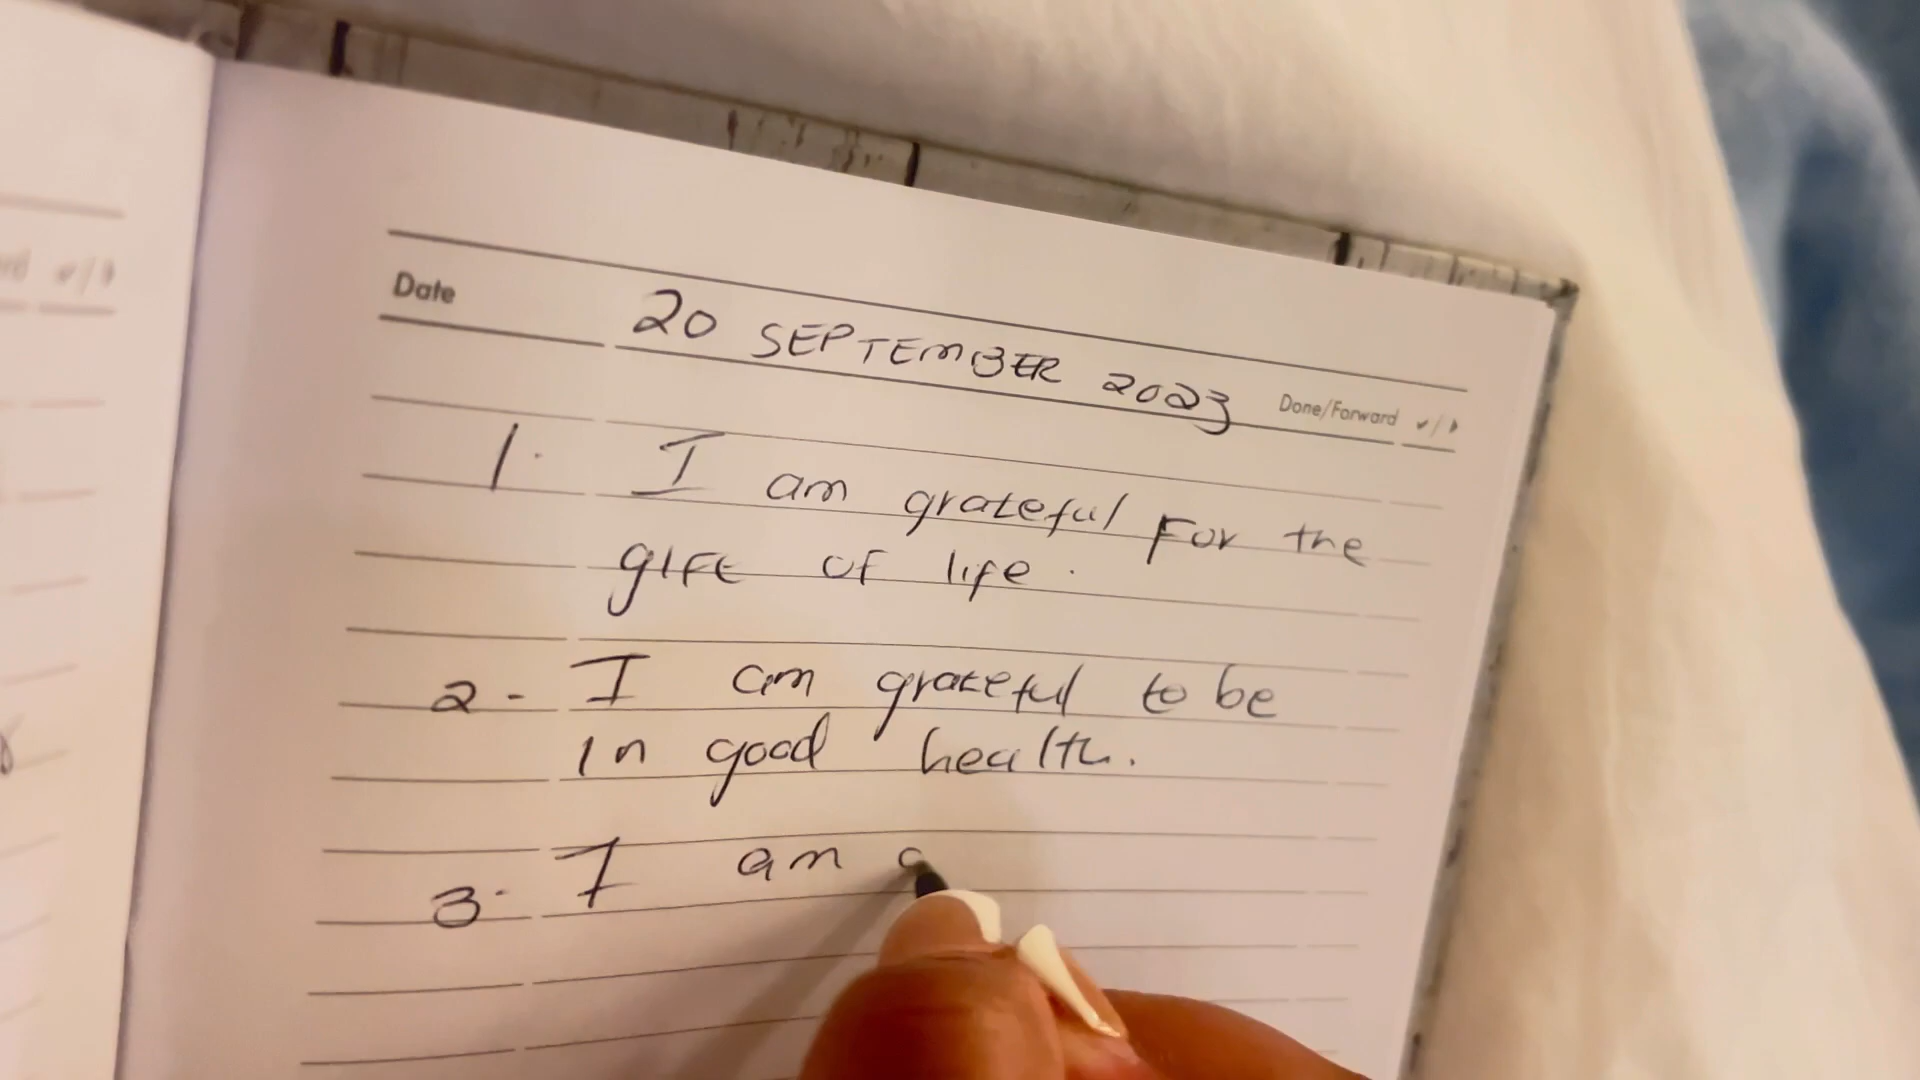 Date 20 SEPTEMBER 2023 Done/Forward ✓/
1. I am grateful For the
gift of life.
2- I am grateful to be
in good health.
3- I am